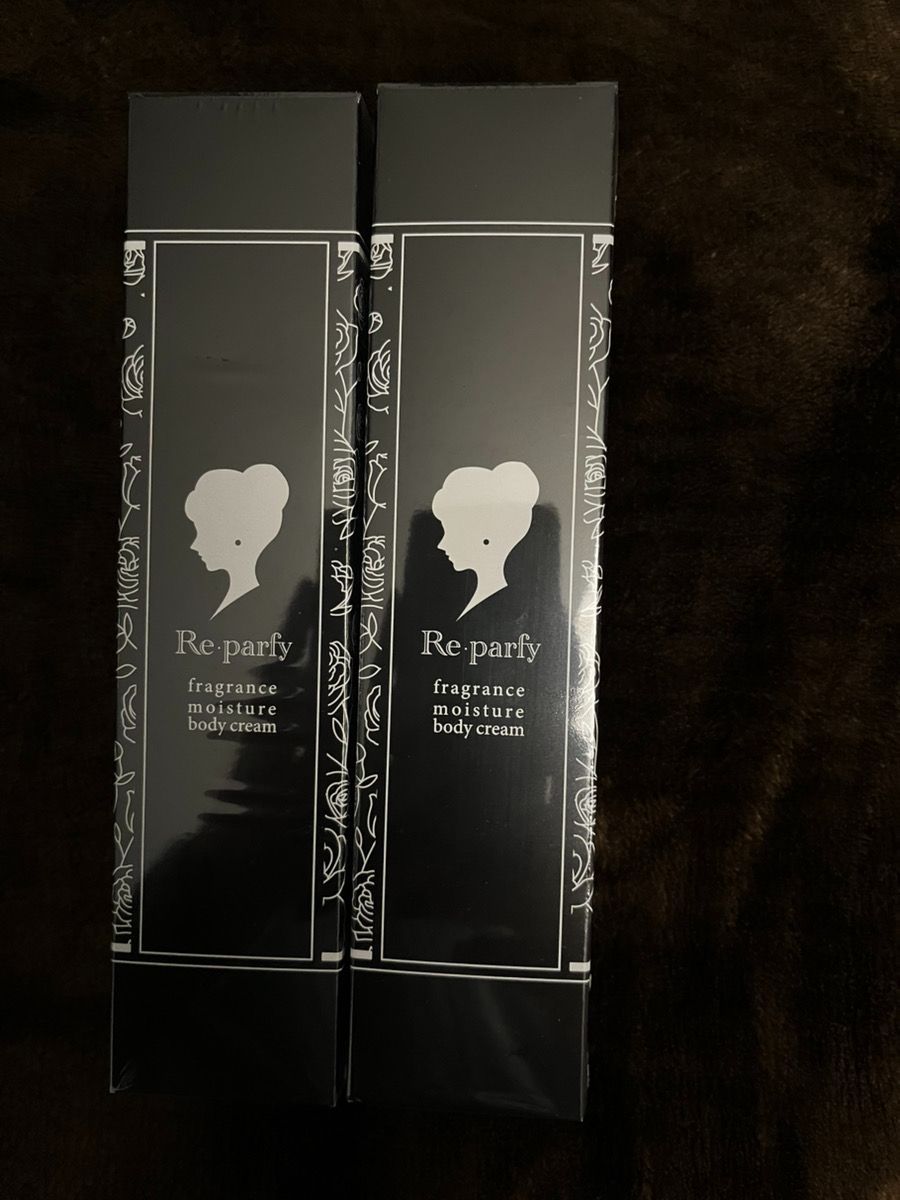 Re・parfy
fragrance
moisture
body cream
Re・parfy
fragrance
moisture
body cream